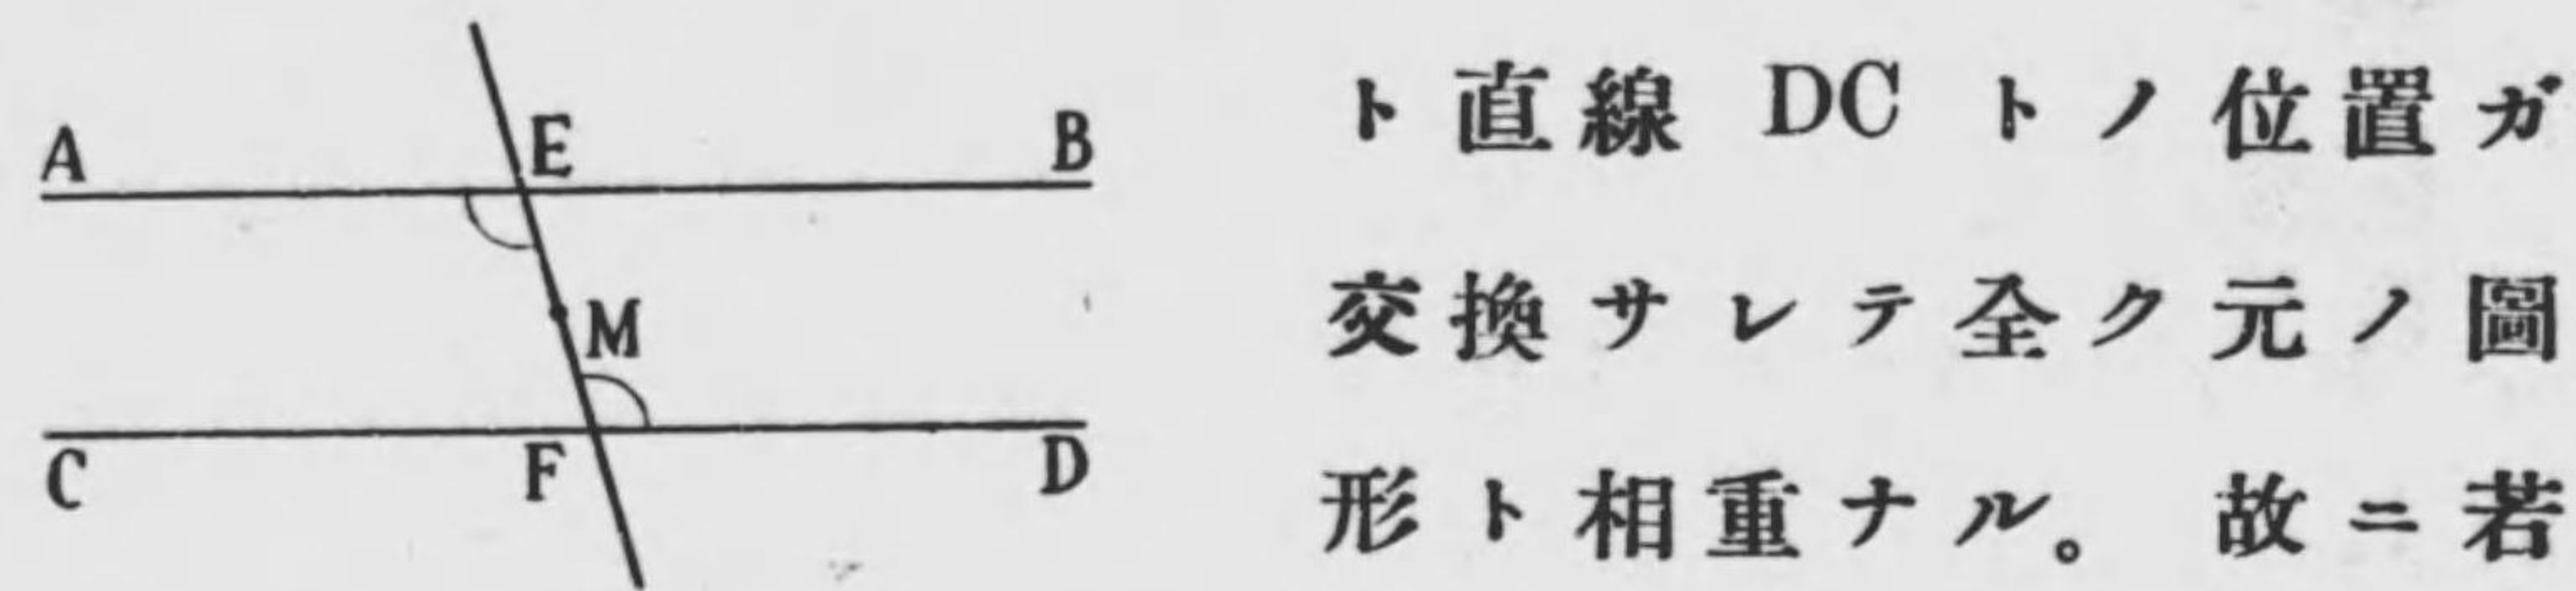 A E B
M
C F D
ト直線 DC トノ位置ガ
交換サレテ全ク元ノ圖
形ト相重ナル。故ニ若